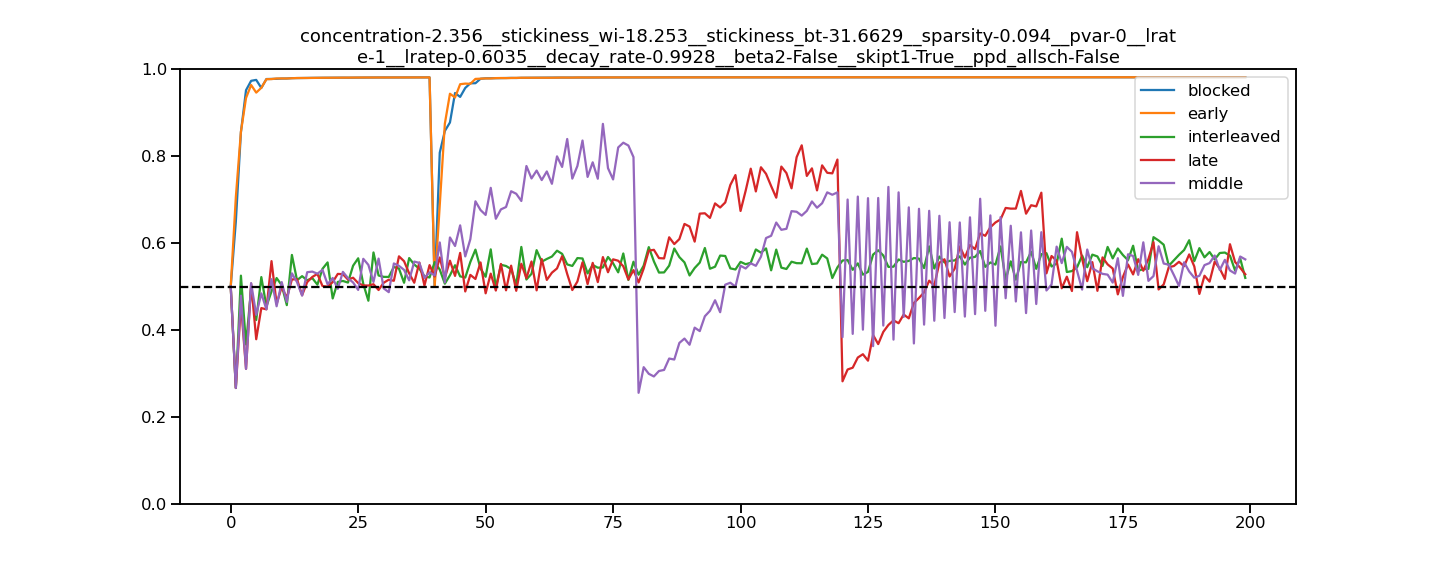 concentration-2.356__stickiness_wi-18.253__stickiness_bt-31.6629__sparsity-0.094__pvar-0__lrat
e-1__lratep-0.6035__decay_rate-0.9928__beta2-False__skipt1-True__ppd_allsch-False
1.0
0.8
0.6
0.4
0.2
0.0
blocked
early
interleaved
late
middle
0 25 50 75 100 125 150 175 200